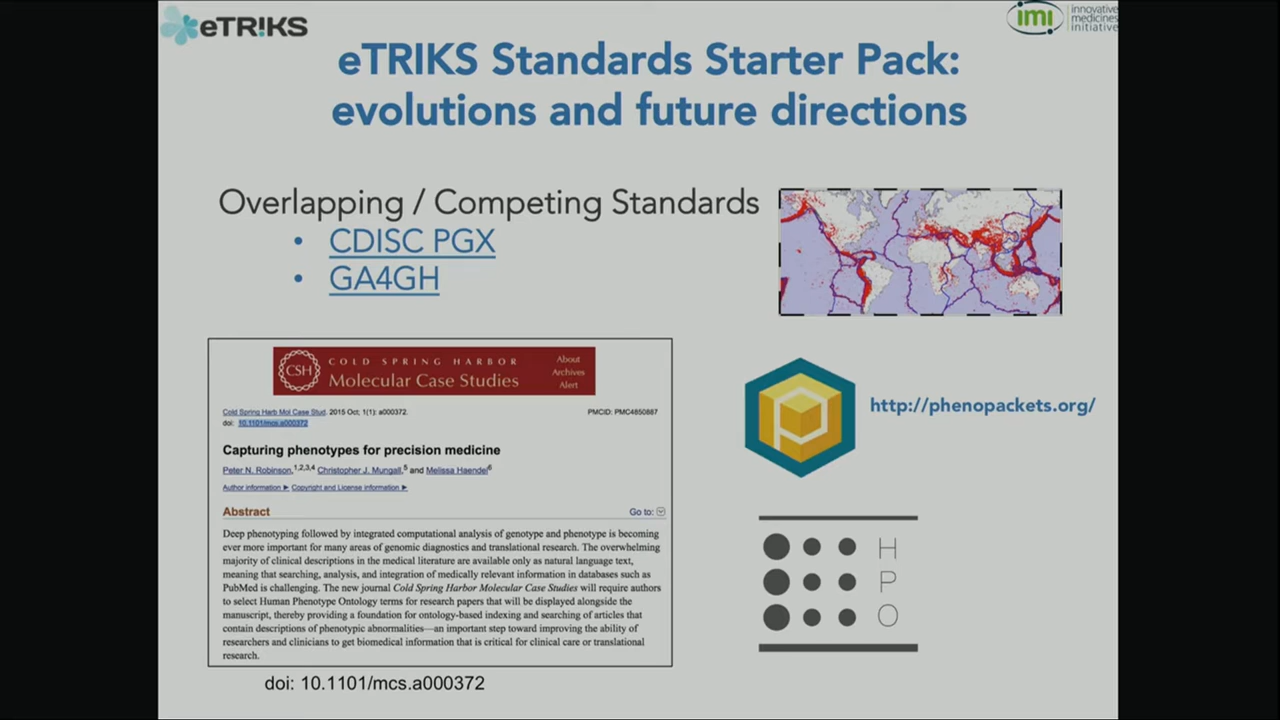 eTR!KS
imi innovative medicines initiative
eTRIKS Standards Starter Pack:
evolutions and future directions
Overlapping / Competing Standards
• CDISC PGX
• GA4GH
CSH
COLD SPRING HARBOR
Molecular Case Studies
About
Archives
Alert
Cold Spring Harb Mol Case Stud. 2015 Oct; 1(1): a000372.
PMCID: PMC4850887
doi: 10.1101/mcs.a000372
Capturing phenotypes for precision medicine
Peter N. Robinson,1,2,3,4 Christopher J. Mungall,5 and Melissa Haendel6
Author information ► Copyright and License information ►
Abstract
Go to:
Deep phenotyping followed by integrated computational analysis of genotype and phenotype is becoming
ever more important for many areas of genomic diagnostics and translational research. The overwhelming
majority of clinical descriptions in the medical literature are available only as natural language text,
meaning that searching, analysis, and integration of medically relevant information in databases such as
PubMed is challenging. The new journal Cold Spring Harbor Molecular Case Studies will require authors
to select Human Phenotype Ontology terms for research papers that will be displayed alongside the
manuscript, thereby providing a foundation for ontology-based indexing and searching of articles that
contain descriptions of phenotypic abnormalities—an important step toward improving the ability of
researchers and clinicians to get biomedical information that is critical for clinical care or translational
research.
doi: 10.1101/mcs.a000372
http://phenopackets.org/
H
P
O